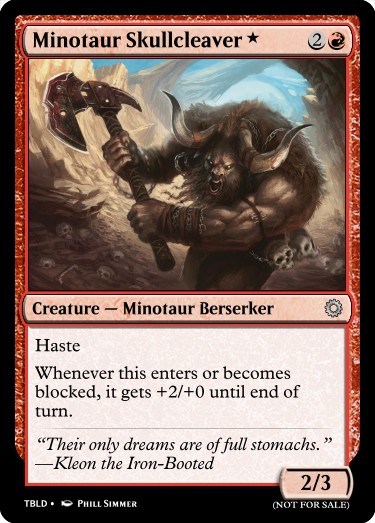 Minotaur Skullcleaver ★ 2
Creature — Minotaur Berserker
Haste
Whenever this enters or becomes
blocked, it gets +2/+0 until end of
turn.
“Their only dreams are of full stomachs.”
—Kleon the Iron-Booted
2/3
TBLD • Phill Simmer
(NOT FOR SALE)